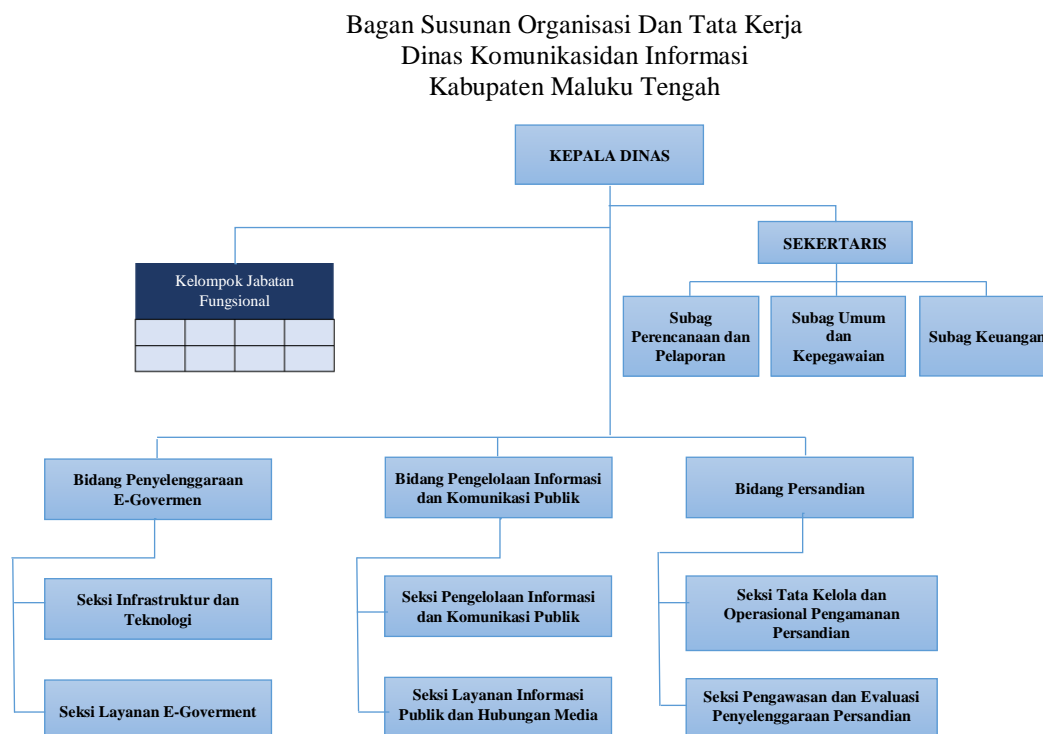 Bagan Susunan Organisasi Dan Tata Kerja
Dinas Komunikasidan Informasi
Kabupaten Maluku Tengah
KEPALA DINAS
SEKERTARIS
Kelompok Jabatan
Fungsional
Subag
Perencanaan dan
Pelaporan
Subag Umum
dan
Kepegawaian
Subag Keuangan
Bidang Penyelenggaraan
E-Govermen
Bidang Pengelolaan Informasi
dan Komunikasi Publik
Bidang Persandian
Seksi Infrastruktur dan
Teknologi
Seksi Pengelolaan Informasi
dan Komunikasi Publik
Seksi Tata Kelola dan
Operasional Pengamanan
Persandian
Seksi Layanan E-Goverment
Seksi Layanan Informasi
Publik dan Hubungan Media
Seksi Pengawasan dan Evaluasi
Penyelenggaraan Persandian